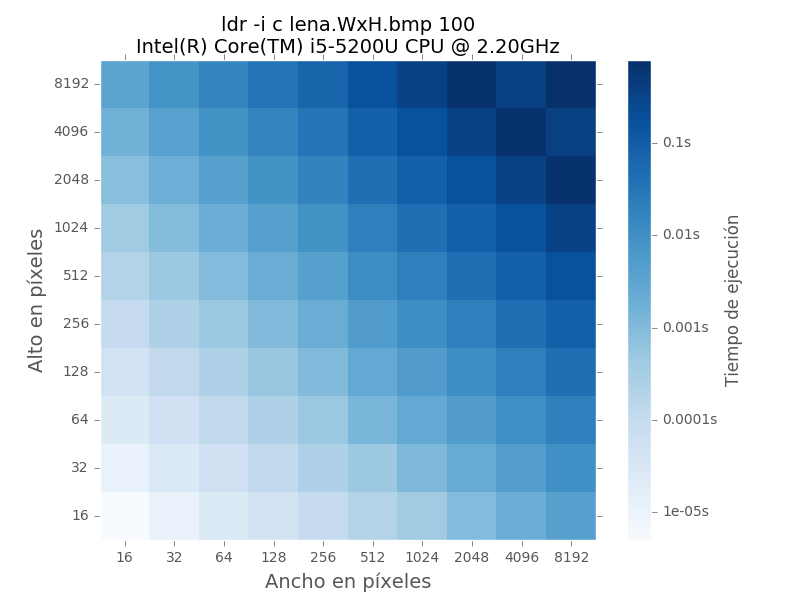 ldr -i c lena.WxH.bmp 100
Intel(R) Core(TM) i5-5200U CPU @ 2.20GHz
8192
4096
2048
1024
512
256
128
64
32
16
Alto en píxeles
16 32 64 128 256 512 1024 2048 4096 8192
Ancho en píxeles
0.1s
0.01s
0.001s
0.0001s
1e-05s
Tiempo de ejecución